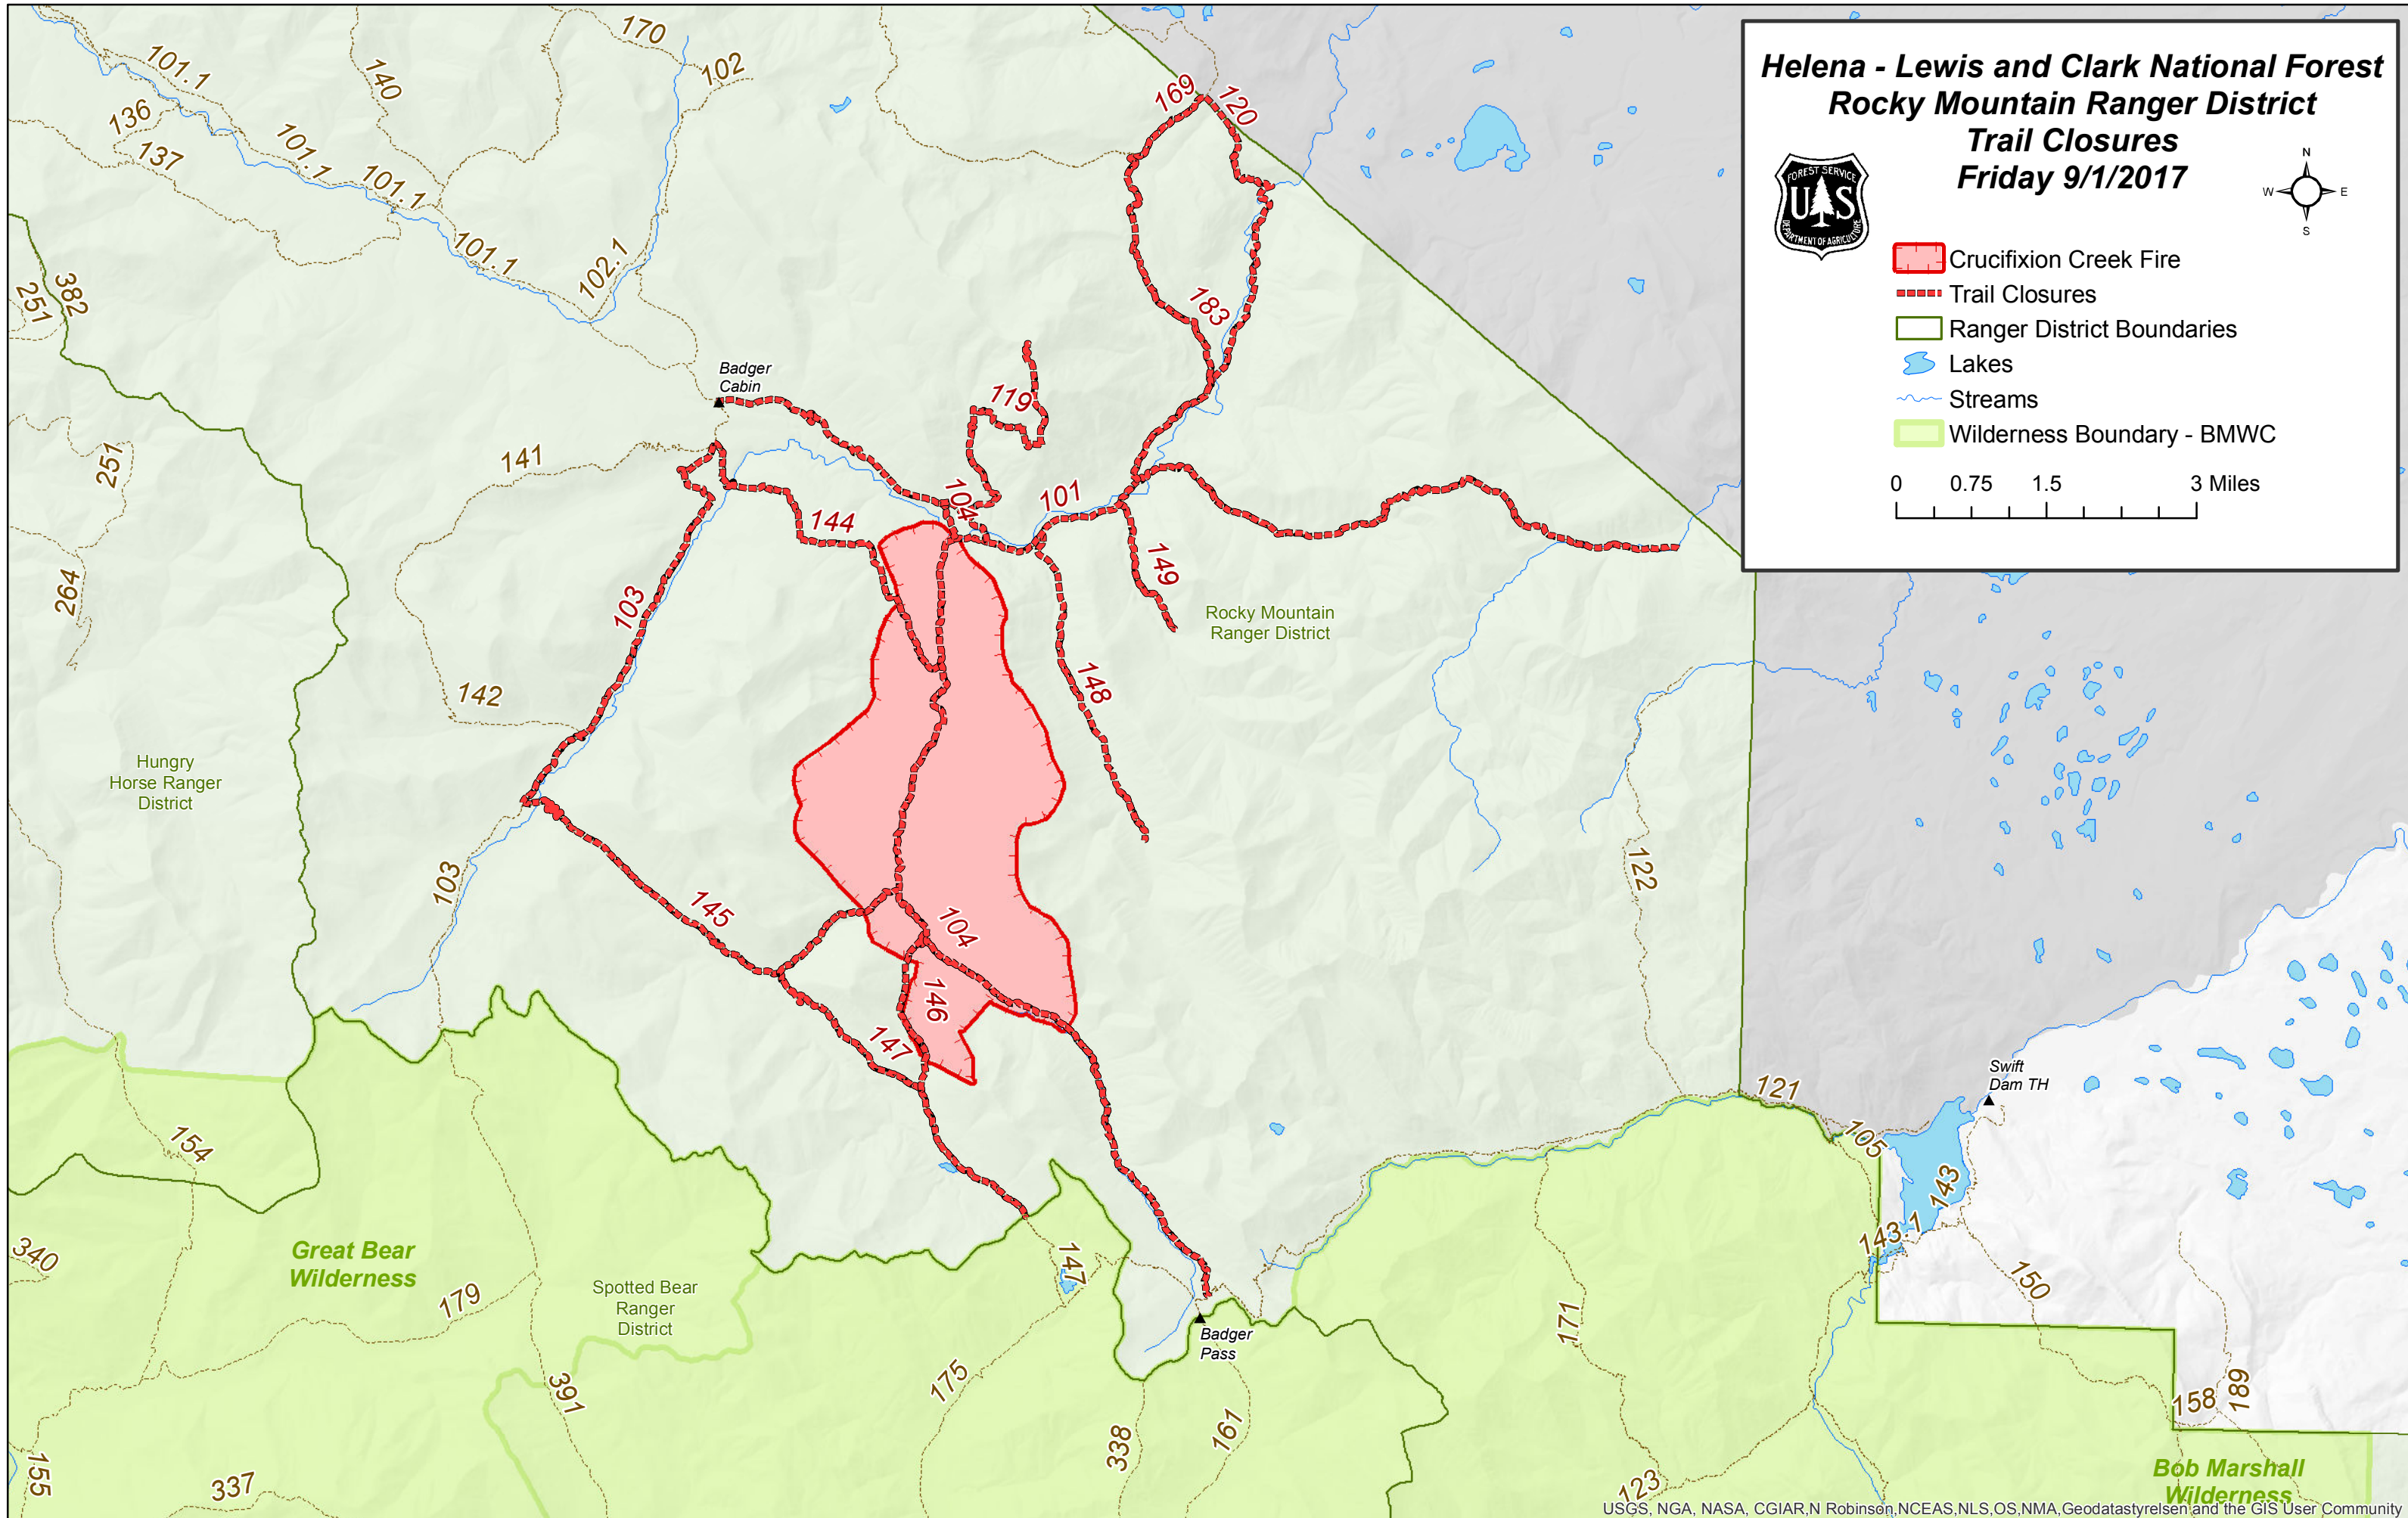 Helena - Lewis and Clark National Forest
Rocky Mountain Ranger District
Trail Closures
Friday 9/1/2017
FOREST SERVICE
US
DEPARTMENT OF AGRICULTURE
N
W
E
S
Crucifixion Creek Fire
Trail Closures
Ranger District Boundaries
Lakes
Streams
Wilderness Boundary - BMWC
0 0.75 1.5 3 Miles
170
101.1
140
102
136
169
120
101.1
137
101.1
101.1
102.1
382
251
183
Badger
Cabin
119
251
141
101
104
144
149
264
103
Rocky Mountain
Ranger District
142
148
Hungry
Horse Ranger
District
122
103
145
104
146
147
Swift
Dam TH
121
105
154
143
143.1
340
Great Bear
Wilderness
147
150
179
Spotted Bear
Ranger
District
171
Badger
Pass
175
391
189
158
161
338
155
337
123
Bob Marshall
Wilderness
USGS, NGA, NASA, CGIAR,N Robinson,NCEAS,NLS,OS,NMA,Geodatastyrelsen and the GIS User Community